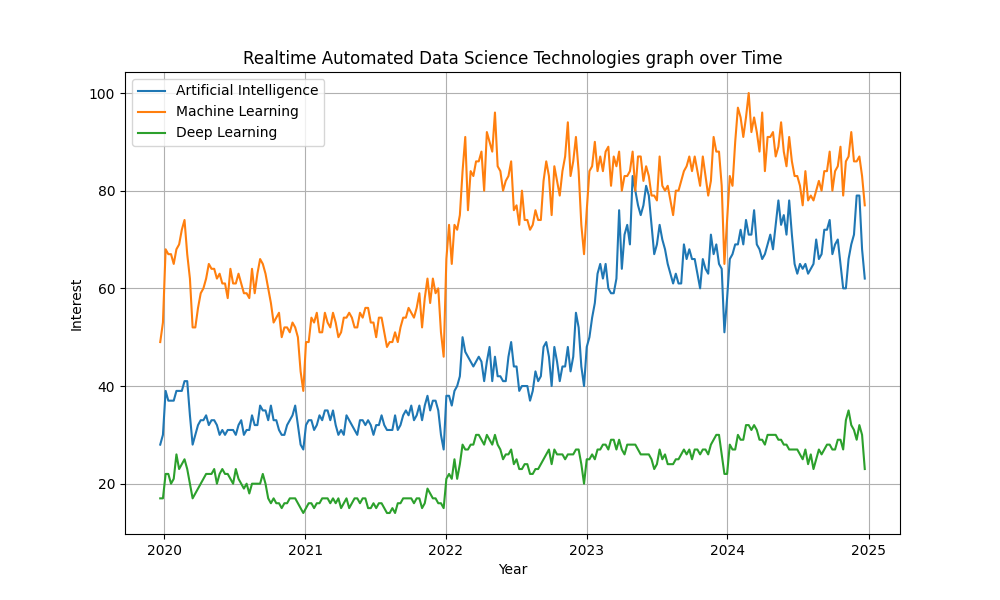 Realtime Automated Data Science Technologies graph over Time
Artificial Intelligence
Machine Learning
Deep Learning
100
80
60
40
20
Interest
2020 2021 2022 2023 2024 2025
Year